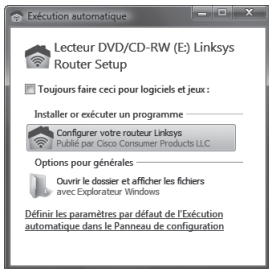 Exécution automatique
Lecteur DVD/CD-RW (E:) Linksys
Router Setup
Toujours faire ceci pour logiciels et jeux :
Installer or exécuter un programme
Configurer votre routeur Linksys
Publié par Cisco Consumer Products LLC
Options pour générales
Ouvrir le dossier et afficher les fichiers
avec Explorateur Windows
Définir les paramètres par défaut de l'Exécution
automatique dans le Panneau de configuration